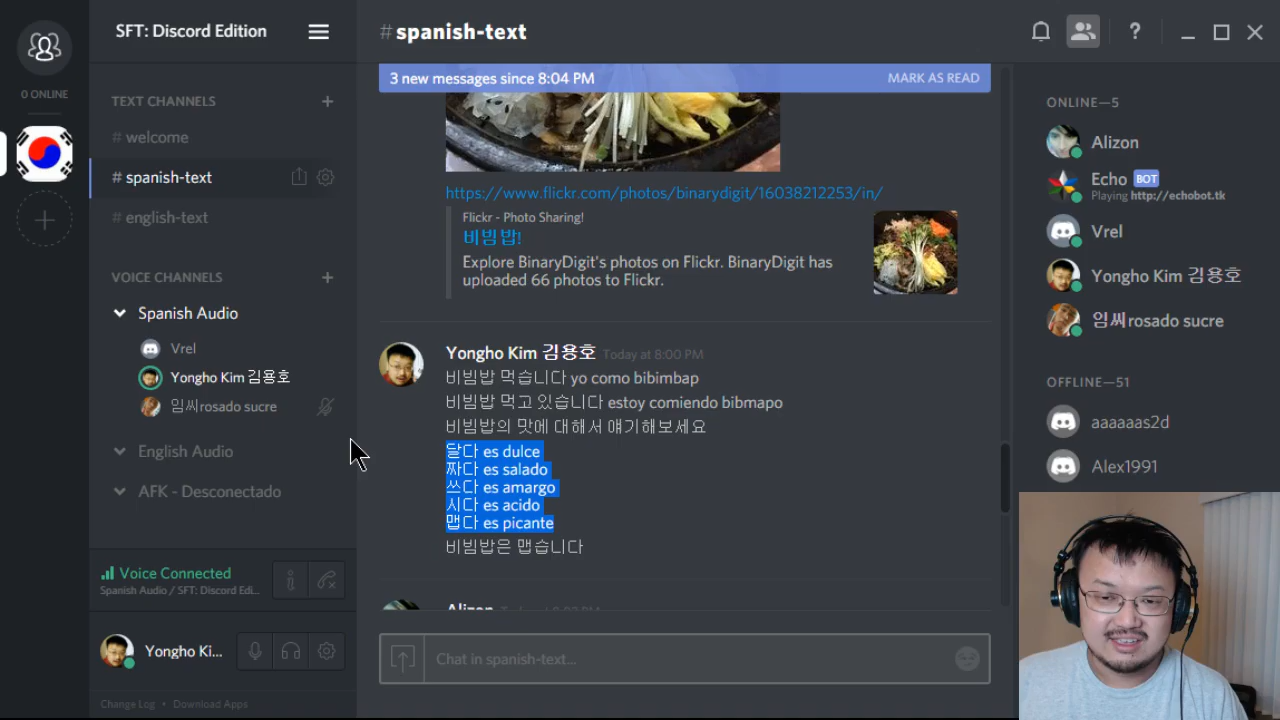 0 ONLINE
SFT: Discord Edition
TEXT CHANNELS
# welcome
# spanish-text
# english-text
VOICE CHANNELS
Spanish Audio
Vrel
Yongho Kim 김용호
임씨rosado sucre
English Audio
AFK - Desconectado
Voice Connected
Spanish Audio / SFT: Discord Edi...
Yongho Ki...
Change Log • Download Apps
# spanish-text
3 new messages since 8:04 PM
MARK AS READ
https://www.flickr.com/photos/binarydigit/16038212253/in/
Flickr - Photo Sharing!
비빔밥!
Explore BinaryDigit's photos on Flickr. BinaryDigit has
uploaded 66 photos to Flickr.
Yongho Kim 김용호 Today at 8:00 PM
비빔밥 먹습니다 yo como bibimbap
비빔밥 먹고 있습니다 estoy comiendo bibmapo
비빔밥의 맛에 대해서 얘기해보세요
달다 es dulce
짜다 es salado
쓰다 es amargo
시다 es acido
맵다 es picante
비빔밥은 맵습니다
Alizon
Chat in spanish-text...
ONLINE—5
Alizon
Echo BOT
Playing http://echobot.tk
Vrel
Yongho Kim 김용호
임씨rosado sucre
OFFLINE—51
aaaaaas2d
Alex1991